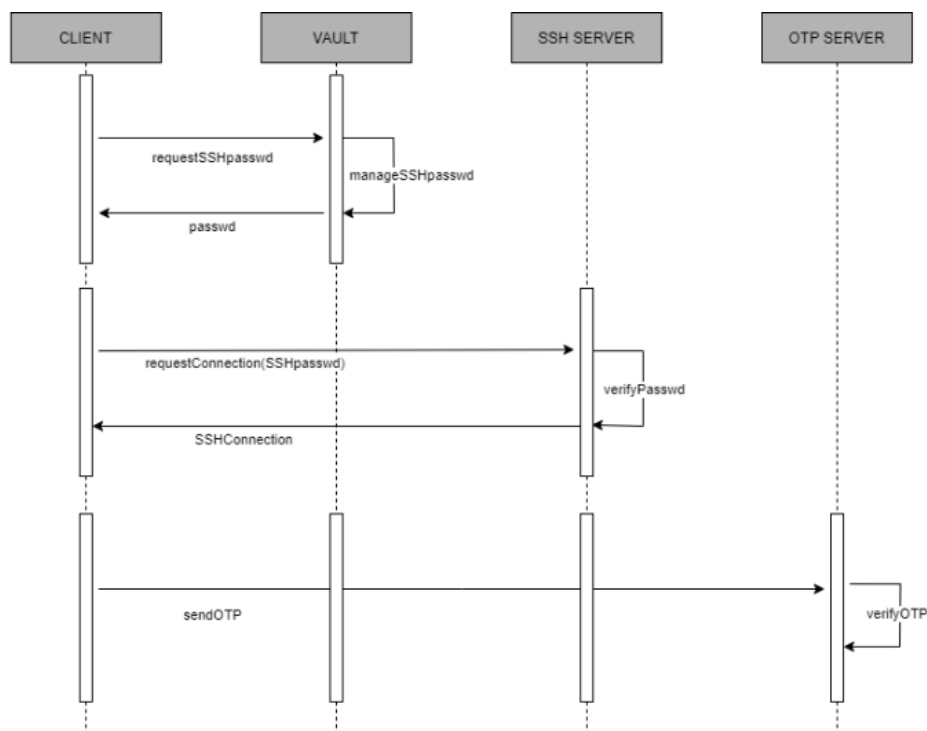 CLIENT
VAULT
SSH SERVER
OTP SERVER
requestSSHpasswd
manageSSHpasswd
passwd
requestConnection(SSHpasswd)
verifyPasswd
SSHConnection
sendOTP
verifyOTP